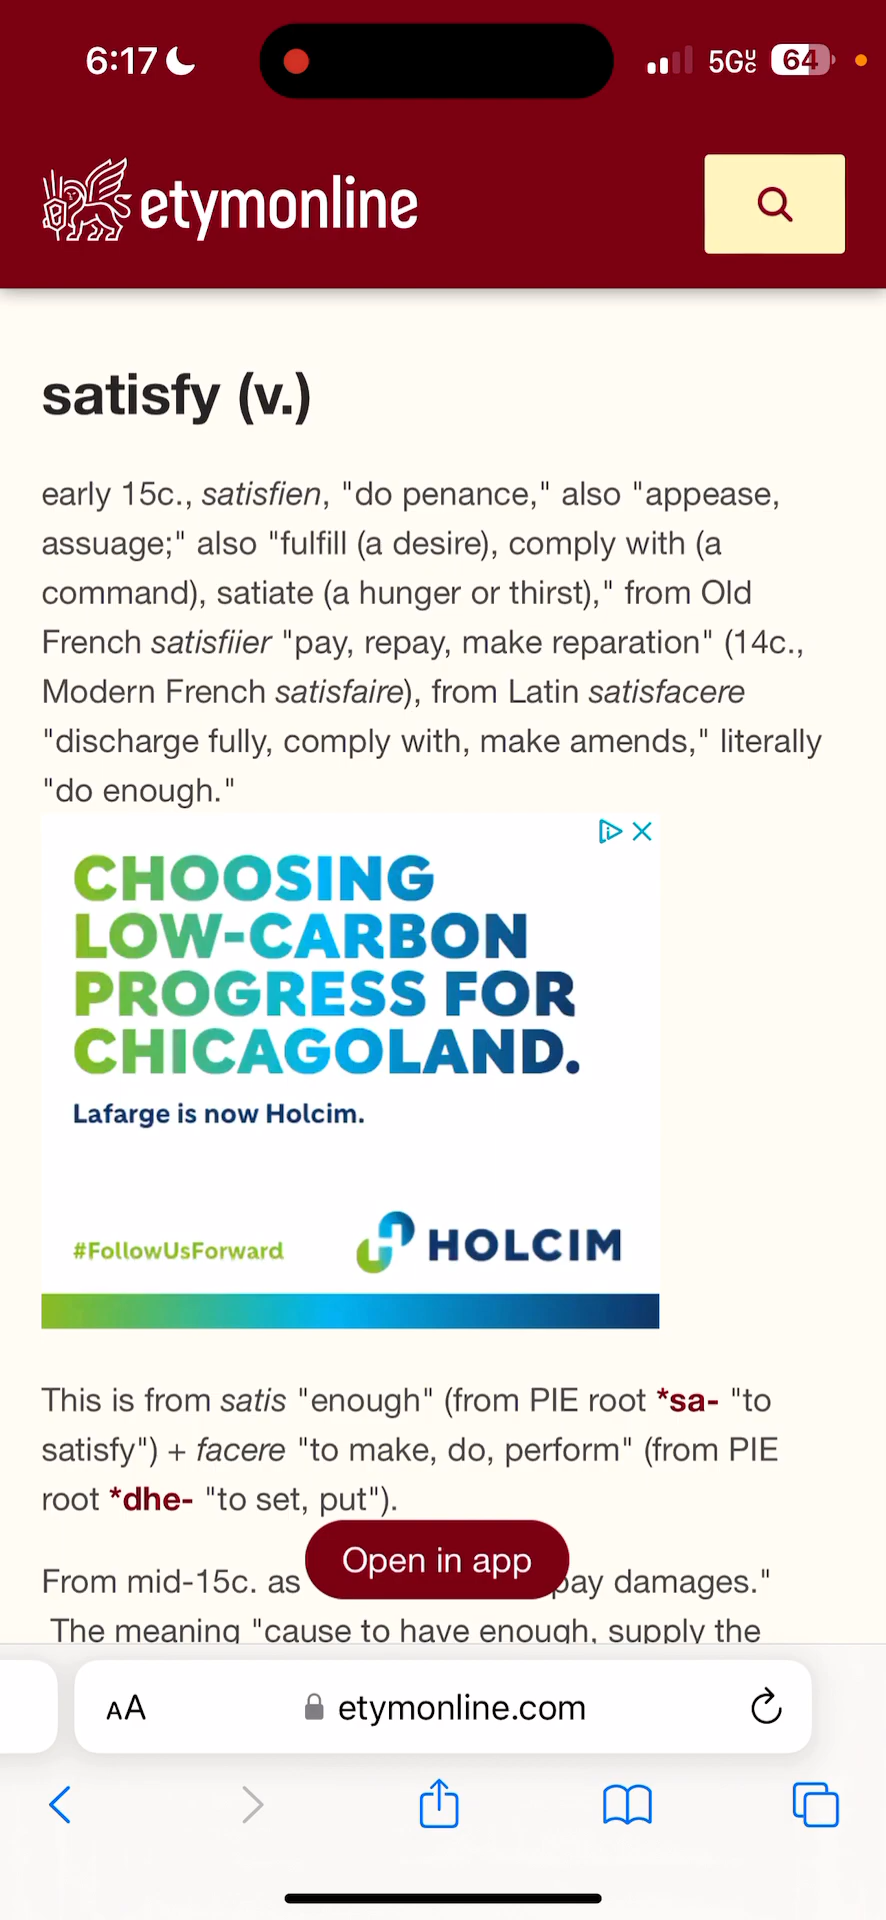 6:17
5GUC 64
etymonline
satisfy (v.)
early 15c., satisfien, "do penance," also "appease,
assuage;" also "fulfill (a desire), comply with (a
command), satiate (a hunger or thirst)," from Old
French satisfiier "pay, repay, make reparation" (14c.,
Modern French satisfaire), from Latin satisfacere
"discharge fully, comply with, make amends," literally
"do enough."
CHOOSING
LOW-CARBON
PROGRESS FOR
CHICAGOLAND.
Lafarge is now Holcim.
#FollowUsForward
HOLCIM
This is from satis "enough" (from PIE root *sa- "to
satisfy") + facere "to make, do, perform" (from PIE
root *dhe- "to set, put").
Open in app
From mid-15c. as pay damages."
The meaning "cause to have enough, supply the
AA etymonline.com